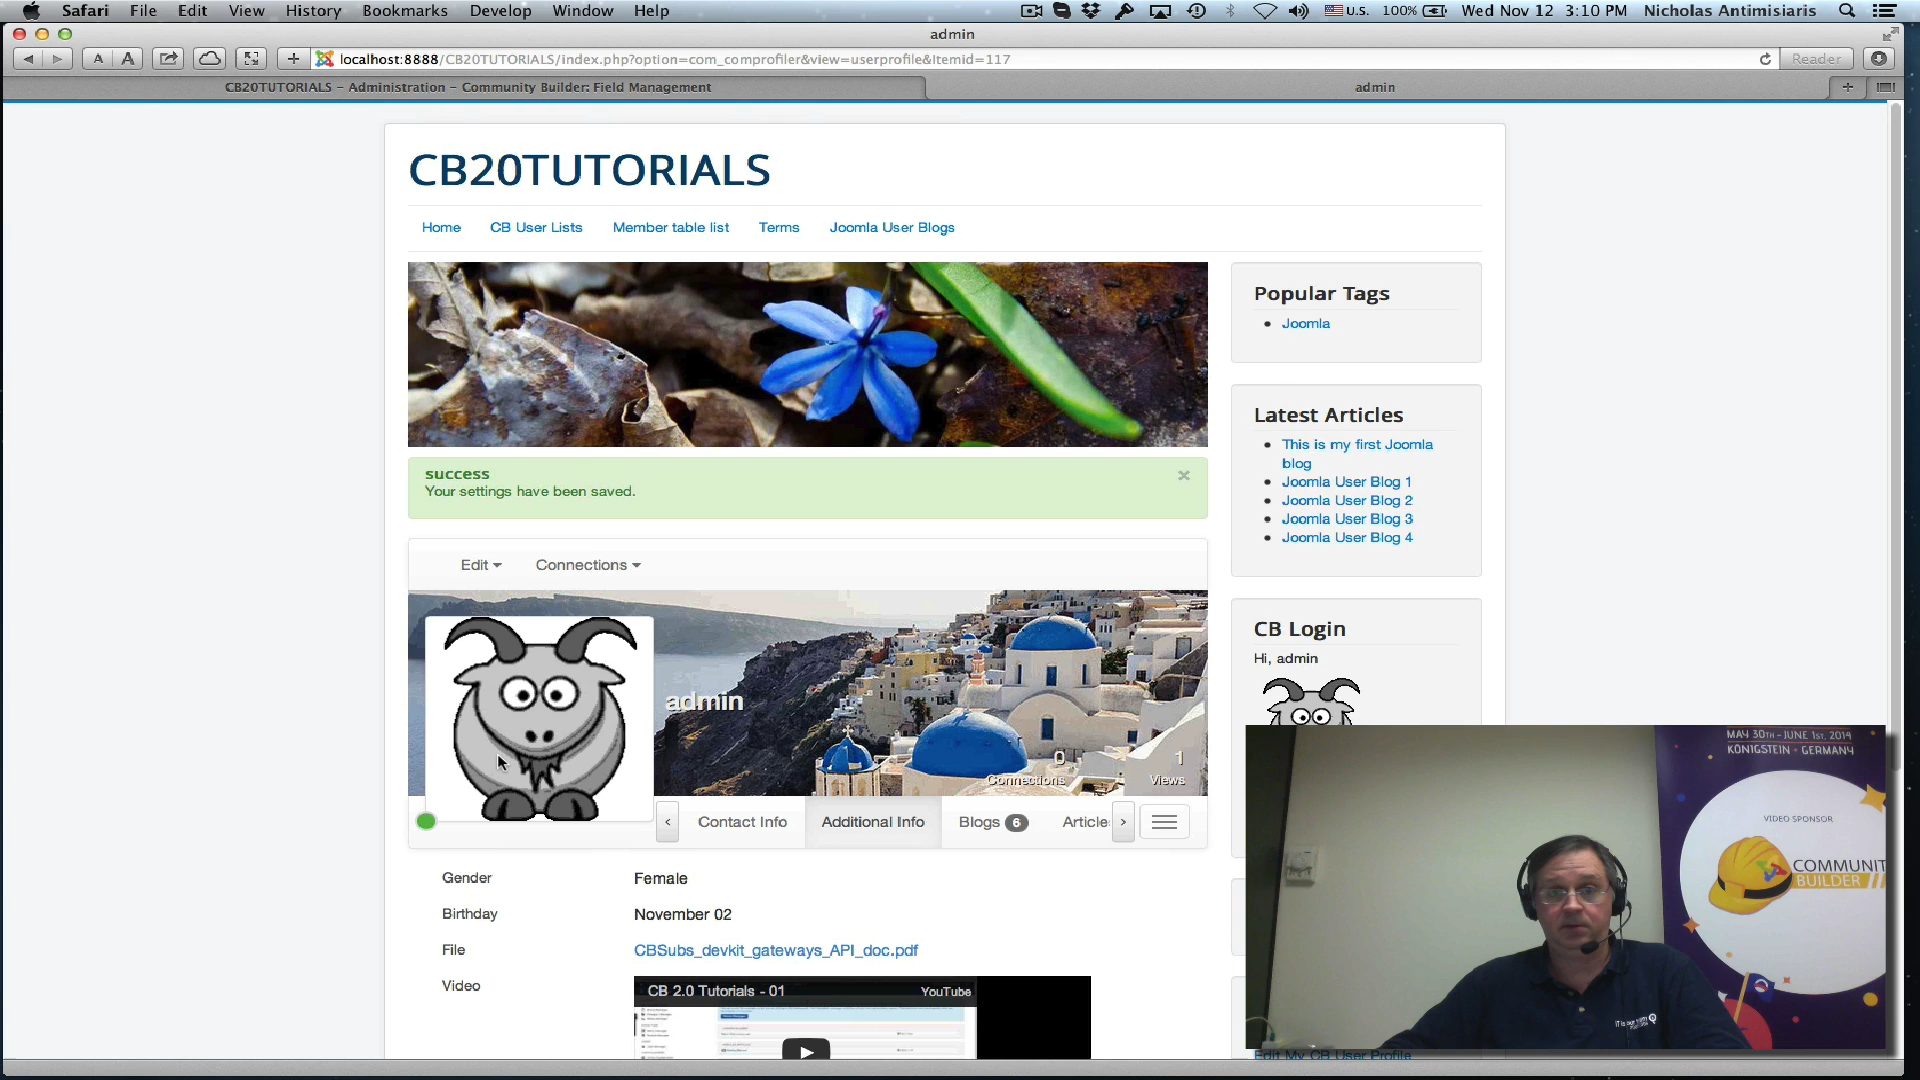 Safari File Edit View History Bookmarks Develop Window Help U.S. 100% Wed Nov 12 3:10 PM Nicholas Antimisiaris
admin
A A + localhost:8888/CB20TUTORIALS/index.php?option=com_comprofiler&view=userprofile&Itemid=117 Reader
CB20TUTORIALS – Administration – Community Builder: Field Management admin +
CB20TUTORIALS
Home CB User Lists Member table list Terms Joomla User Blogs
Popular Tags
Joomla
Latest Articles
This is my first Joomla
blog
Joomla User Blog 1
Joomla User Blog 2
Joomla User Blog 3
Joomla User Blog 4
success
Your settings have been saved.
Edit Connections
admin
0
Connections
1
Views
< Contact Info Additional Info Blogs 6 Article >
Gender Female
Birthday November 02
File CBSubs_devkit_gateways_API_doc.pdf
Video
CB 2.0 Tutorials - 01 YouTube
CB Login
Hi, admin
MAY 30TH - JUNE 1ST, 2014
KÖNIGSTEIN • GERMANY
VIDEO SPONSOR
COMMUNIT
BUILDER
Edit My CB User Profile